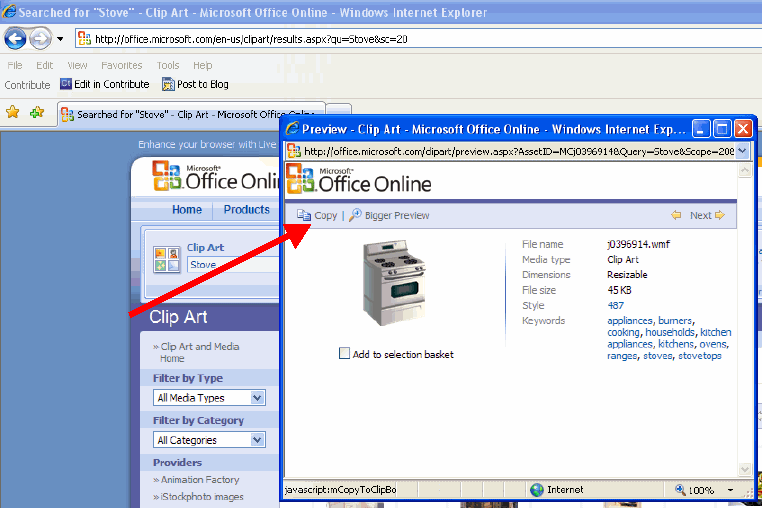 Searched for "Stove" - Clip Art - Microsoft Office Online - Windows Internet Explorer
http://office.microsoft.com/en-us/clipart/results.aspx?qu=Stove&sc=20
File Edit View Favorites Tools Help
Contribute Edit in Contribute Post to Blog
Searched for "Stove" - Clip Art - Microsoft Office Online
Enhance your browser with Live
Microsoft®
Office Onli
Home Products
Clip Art
Stove
Clip Art
» Clip Art and Media
Home
Filter by Type
All Media Types
Filter by Category
All Categories
Providers
» Animation Factory
» iStockphoto images
Preview - Clip Art - Microsoft Office Online - Windows Internet Exp...
http://office.microsoft.com/clipart/preview.aspx?AssetID=MCj0396914&Query=Stove&Scope=208
Microsoft®
Office Online
Copy | Bigger Preview Next
File name j0396914.wmf
Media type Clip Art
Dimensions Resizable
File size 45 KB
Style 487
Keywords appliances, burners,
cooking, households, kitchen
appliances, kitchens, ovens,
ranges, stoves, stovetops
Add to selection basket
javascript:mCopyToClipBo Internet 100%